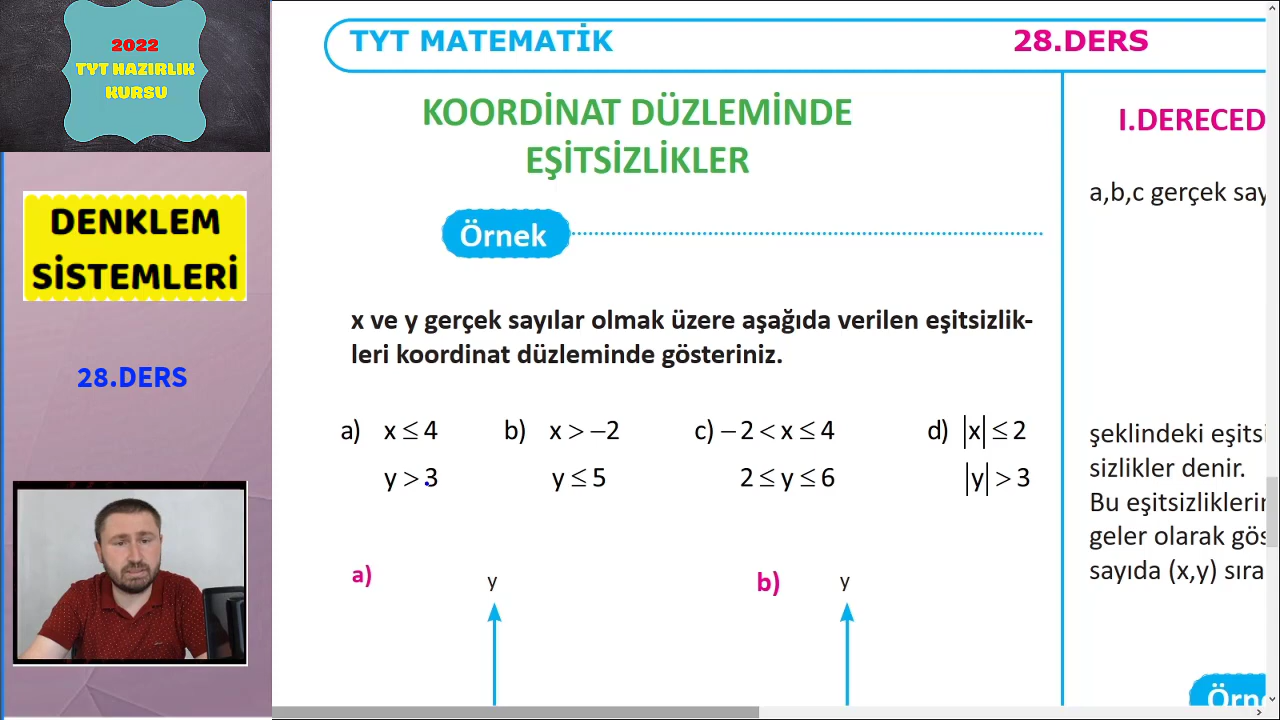 2022
TYT HAZIRLIK
KURSU
DENKLEM
SİSTEMLERİ
28.DERS
TYT MATEMATİK 28.DERS
KOORDİNAT DÜZLEMİNDE
EŞİTSİZLİKLER
Örnek
x ve y gerçek sayılar olmak üzere aşağıda verilen eşitsizlik-
leri koordinat düzleminde gösteriniz.
a) x ≤ 4 b) x > −2 c) − 2 < x ≤ 4 d) |x| ≤ 2
y > 3 y ≤ 5 2 ≤ y ≤ 6 |y| > 3
a) y b) y
I.DERECED
a,b,c gerçek say
şeklindeki eşitsi
sizlikler denir.
Bu eşitsizlikleri
geler olarak gös
sayıda (x,y) sıra
Örn